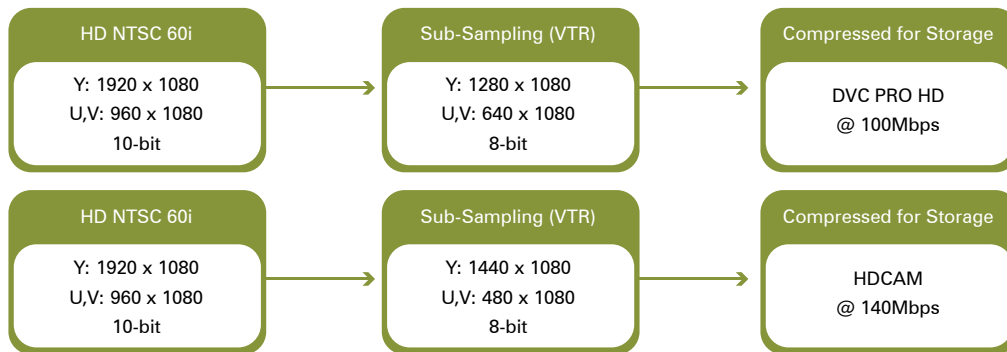 HD NTSC 60i
Y: 1920 x 1080
U,V: 960 x 1080
10-bit
Sub-Sampling (VTR)
Y: 1280 x 1080
U,V: 640 x 1080
8-bit
Compressed for Storage
DVC PRO HD
@ 100Mbps
HD NTSC 60i
Y: 1920 x 1080
U,V: 960 x 1080
10-bit
Sub-Sampling (VTR)
Y: 1440 x 1080
U,V: 480 x 1080
8-bit
Compressed for Storage
HDCAM
@ 140Mbps